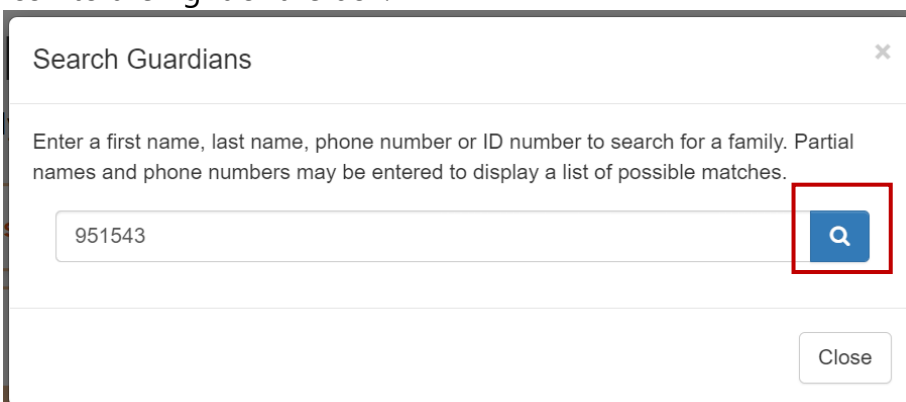 Search Guardians
×
Enter a first name, last name, phone number or ID number to search for a family. Partial
names and phone numbers may be entered to display a list of possible matches.
951543
Close